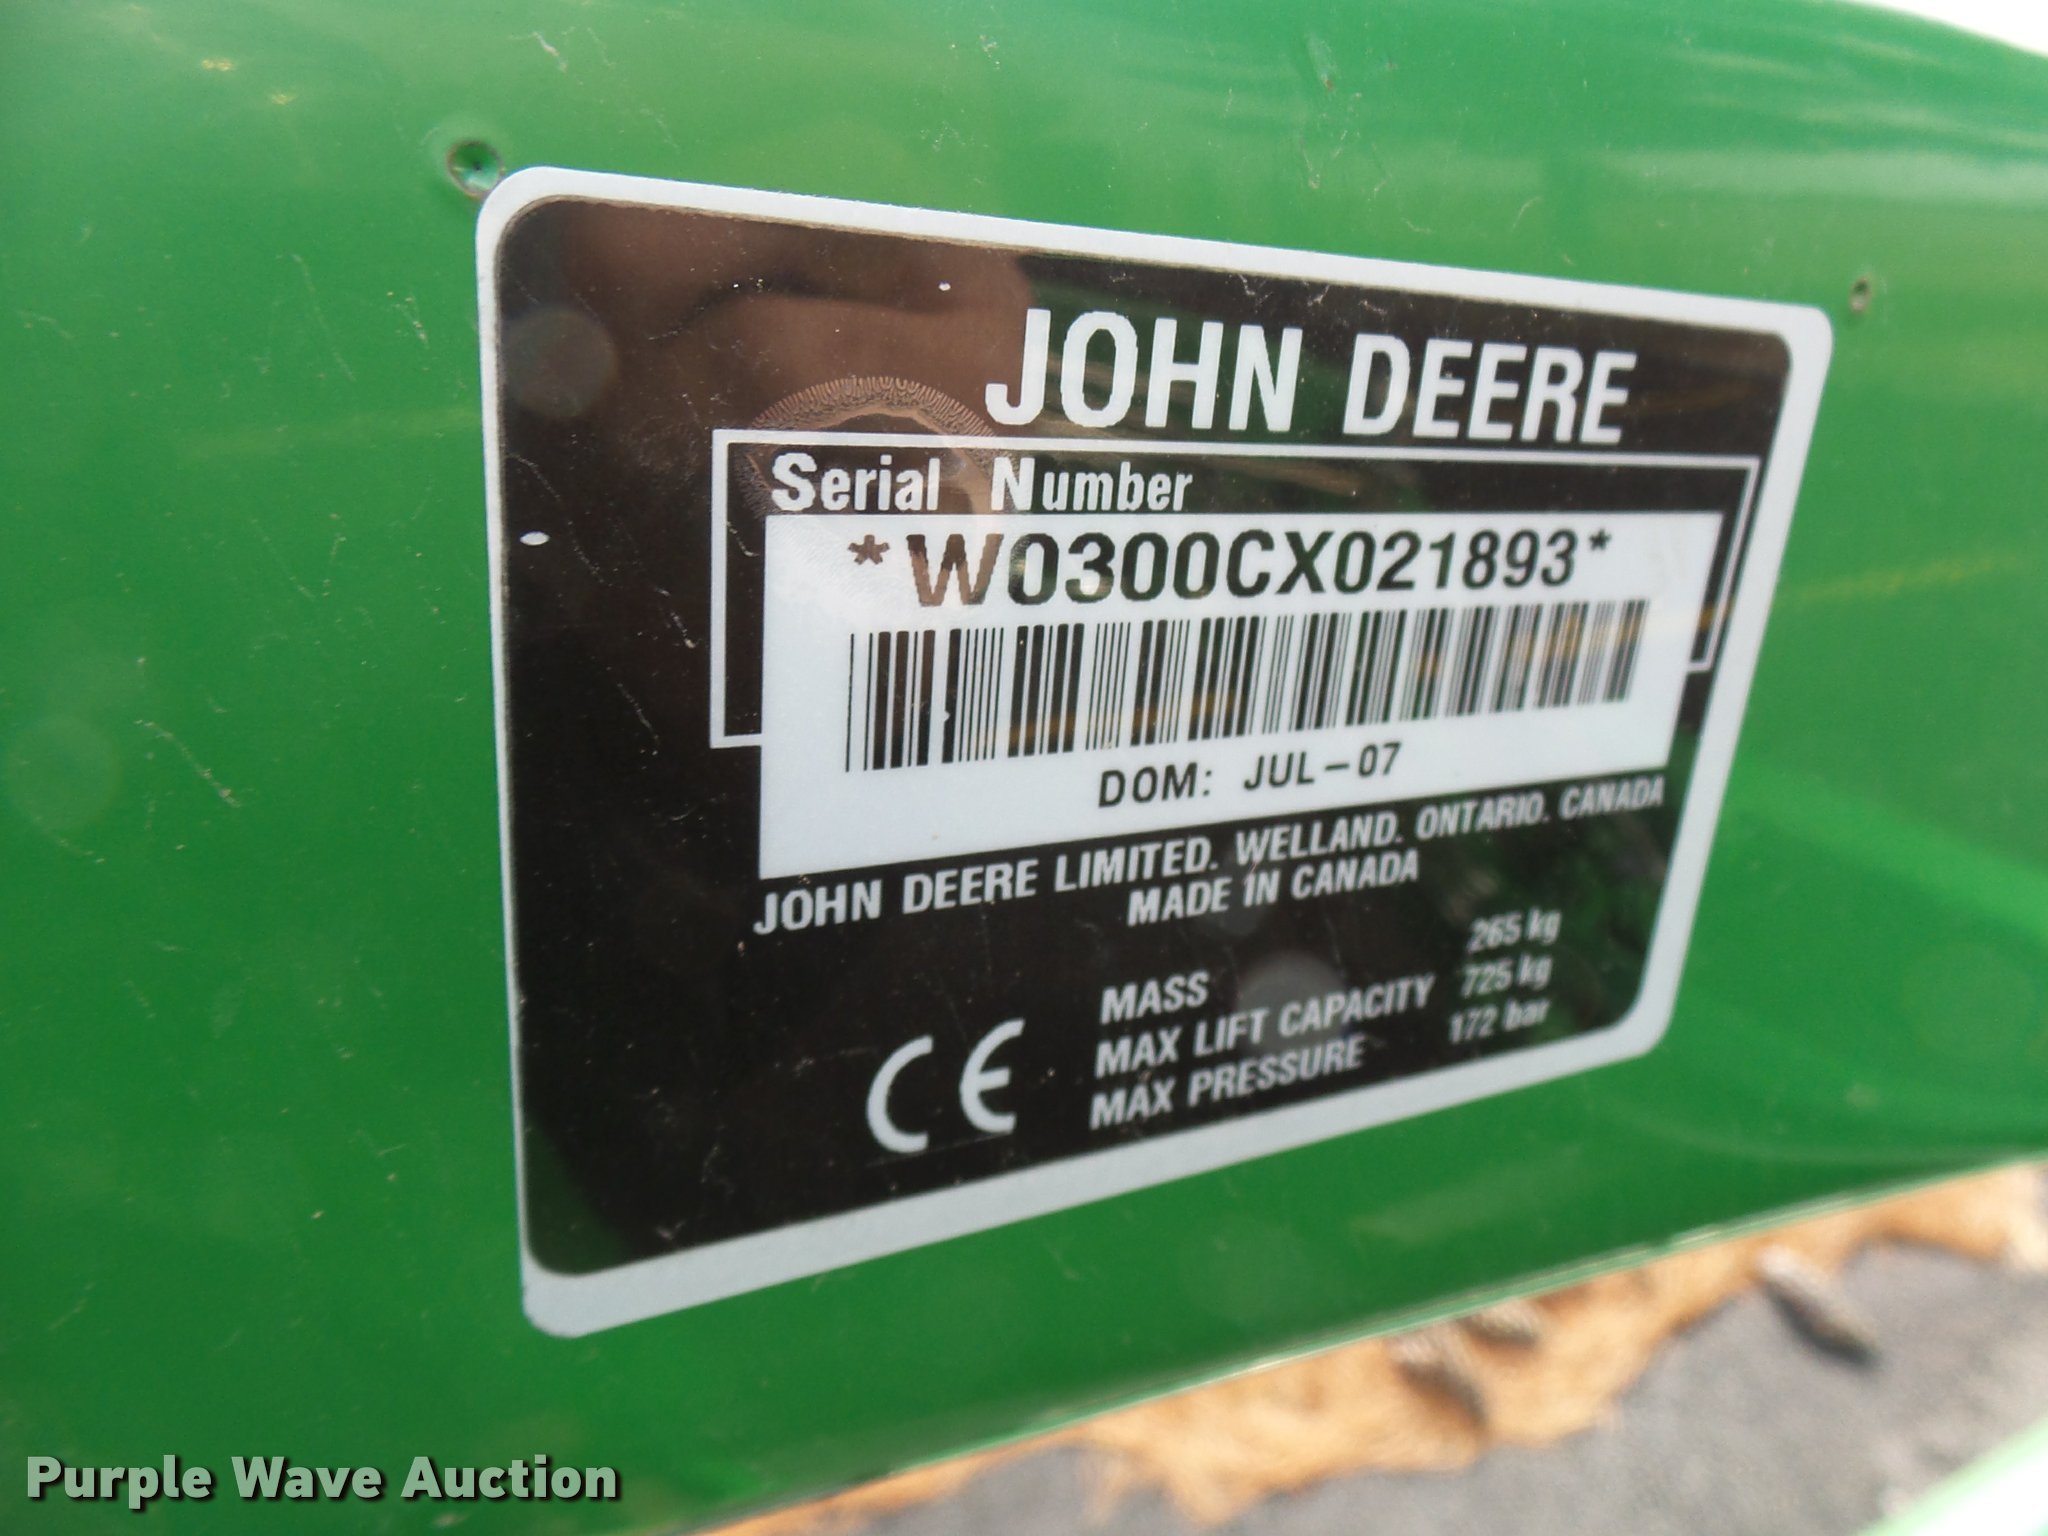 JOHN DEERE
Serial Number
*W0300CX021893*
DOM: JUL-07
JOHN DEERE LIMITED. WELLAND. ONTARIO. CANADA
MADE IN CANADA
MASS 265 kg
MAX LIFT CAPACITY 725 kg
MAX PRESSURE 172 bar
CE
Purple Wave Auction